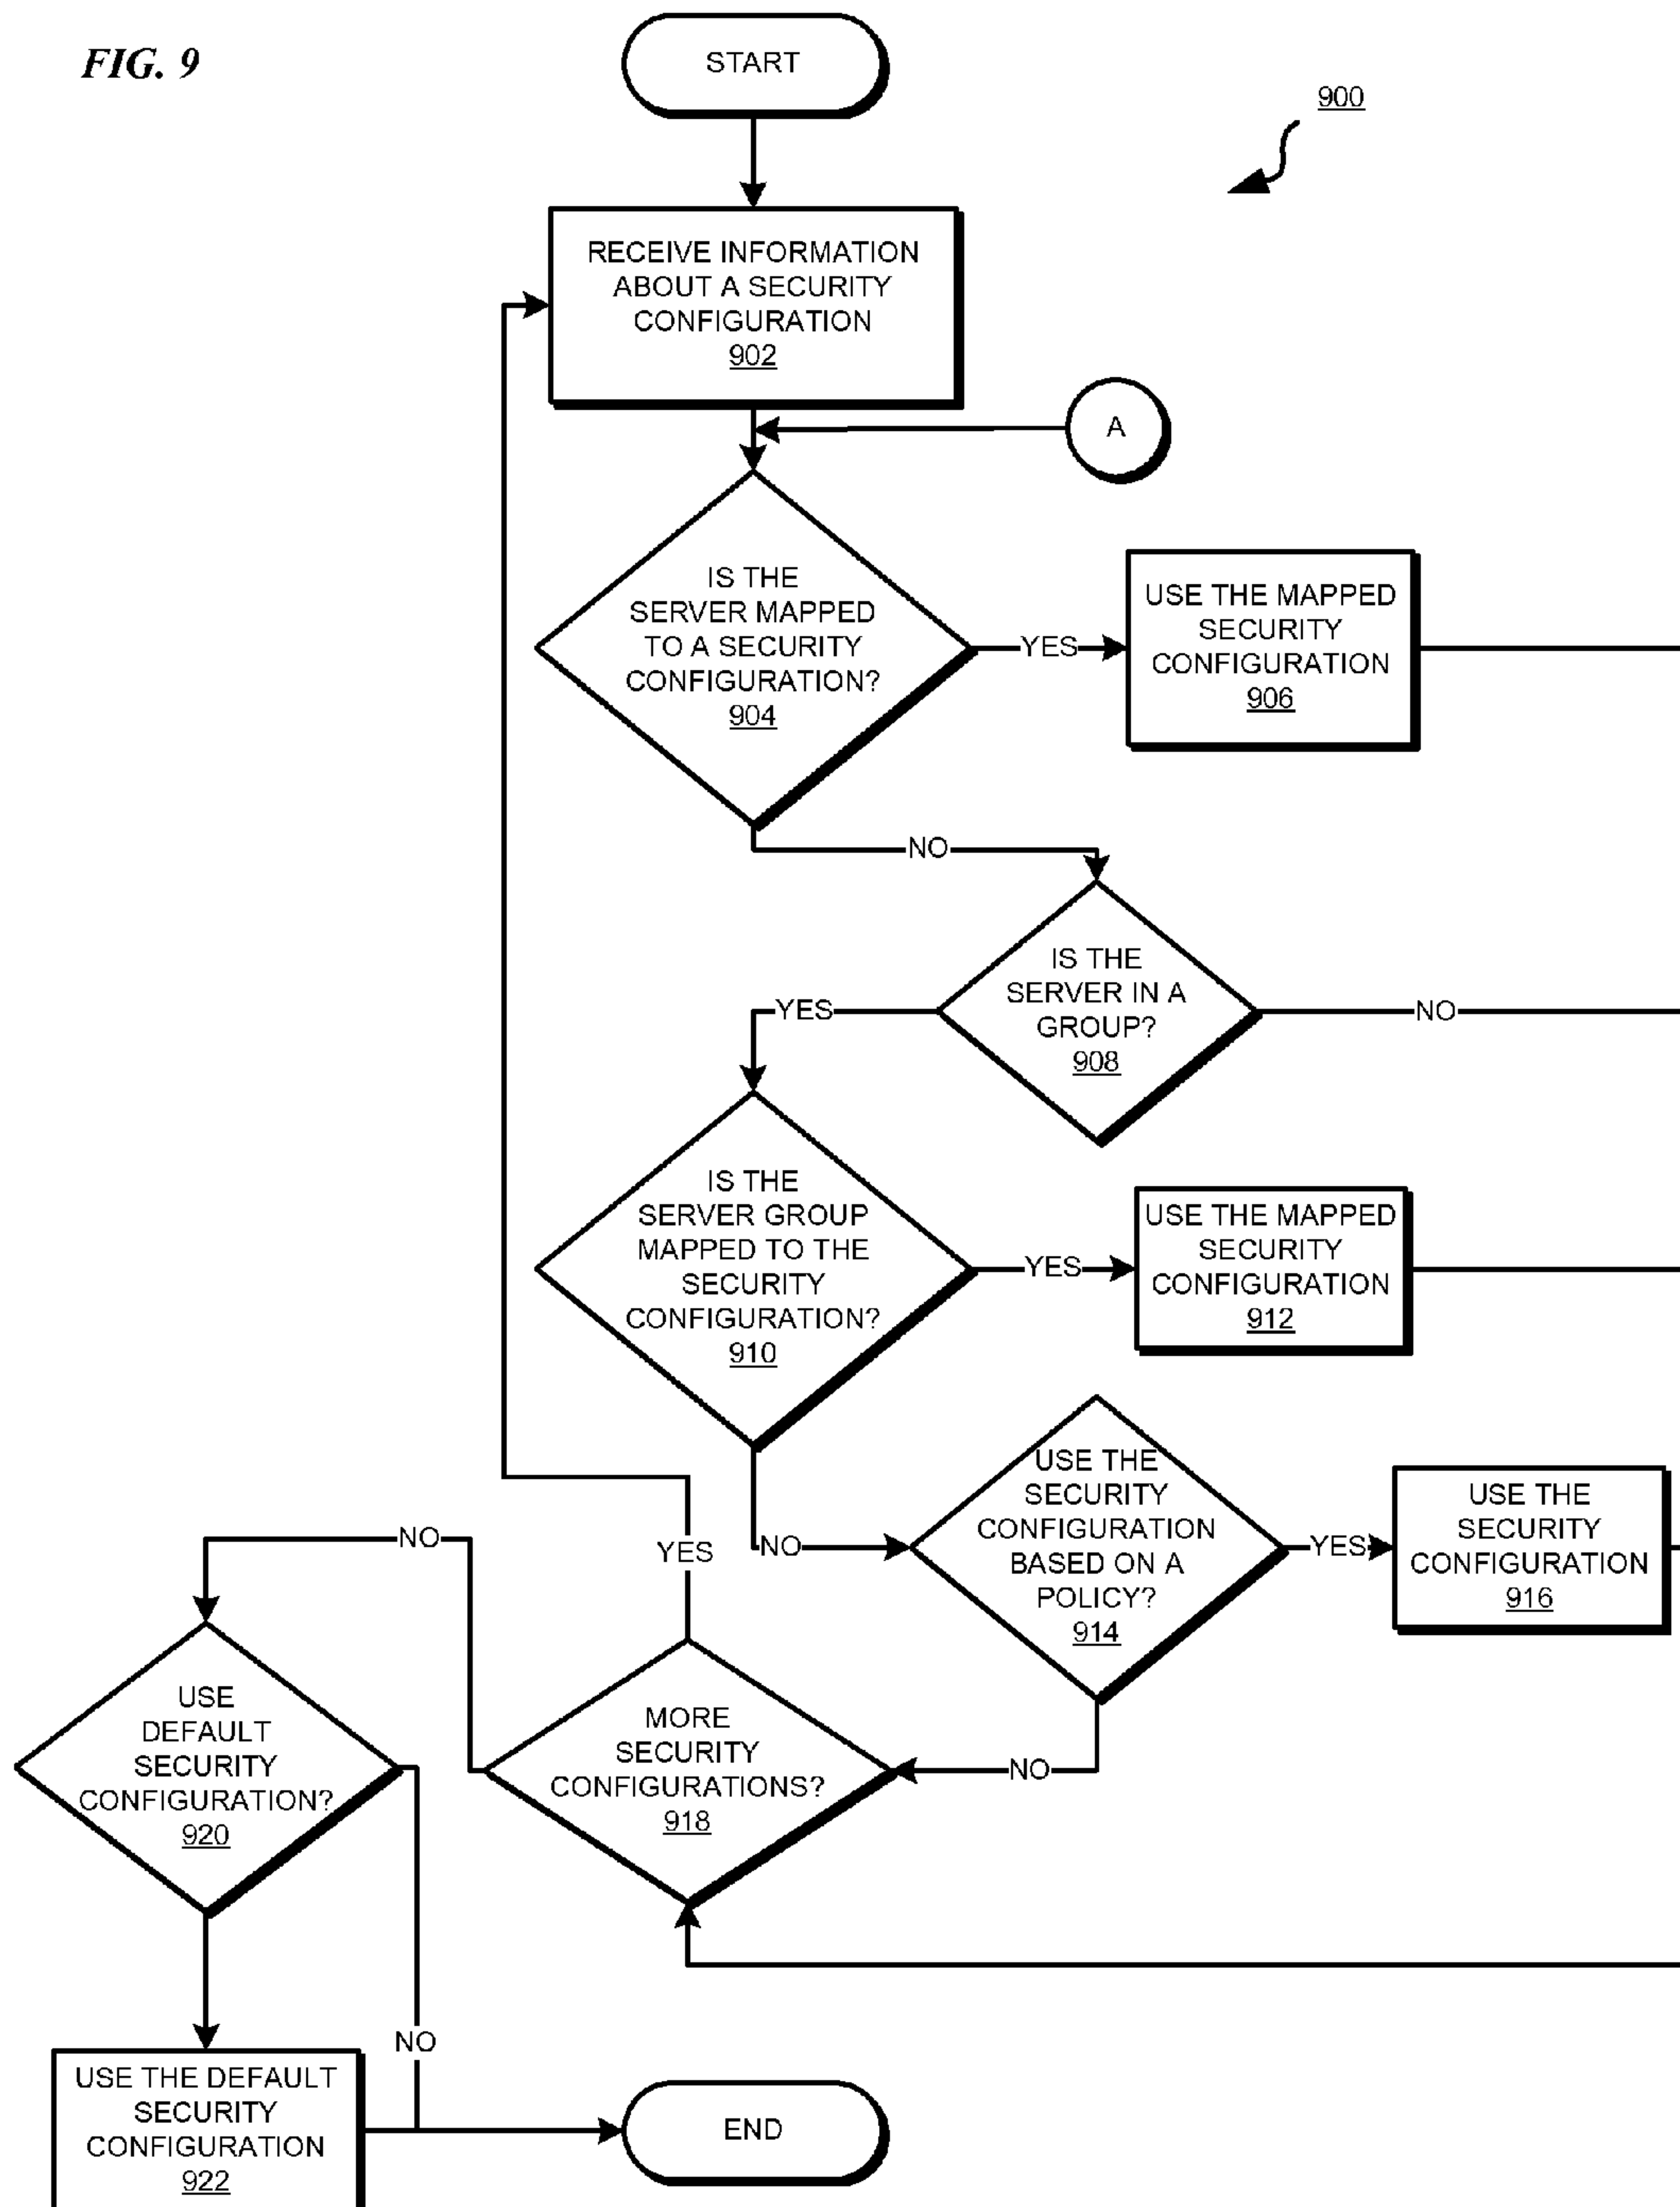 FIG. 9
START
900
RECEIVE INFORMATION
ABOUT A SECURITY
CONFIGURATION
902
A
IS THE
SERVER MAPPED
TO A SECURITY
CONFIGURATION?
904
YES
USE THE MAPPED
SECURITY
CONFIGURATION
906
NO
IS THE
SERVER IN A
GROUP?
908
YES
NO
IS THE
SERVER GROUP
MAPPED TO THE
SECURITY
CONFIGURATION?
910
YES
USE THE MAPPED
SECURITY
CONFIGURATION
912
NO
USE THE
SECURITY
CONFIGURATION
BASED ON A
POLICY?
914
YES
USE THE
SECURITY
CONFIGURATION
916
NO
MORE
SECURITY
CONFIGURATIONS?
918
YES
NO
USE
DEFAULT
SECURITY
CONFIGURATION?
920
NO
USE THE DEFAULT
SECURITY
CONFIGURATION
922
END